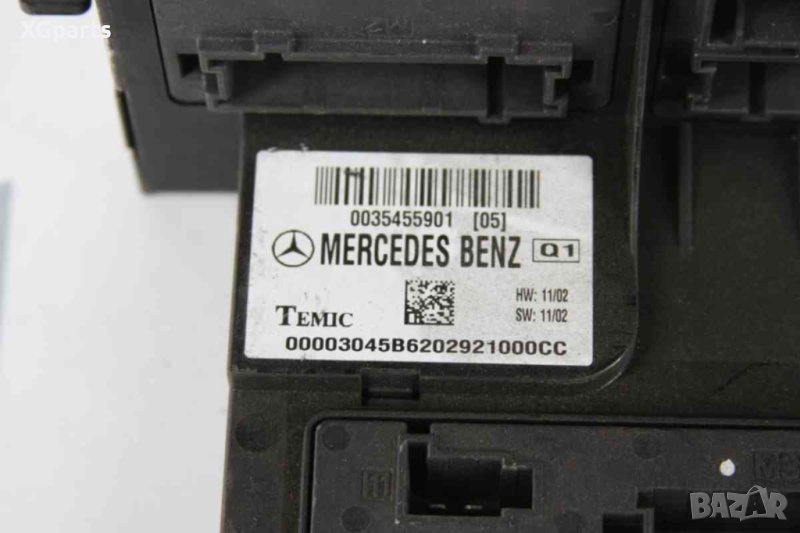 XGparts
0035455901 [05]
MERCEDES BENZ Q1
HW: 11/02
TEMIC SW: 11/02
00003045B6202921000CC
BAZAR